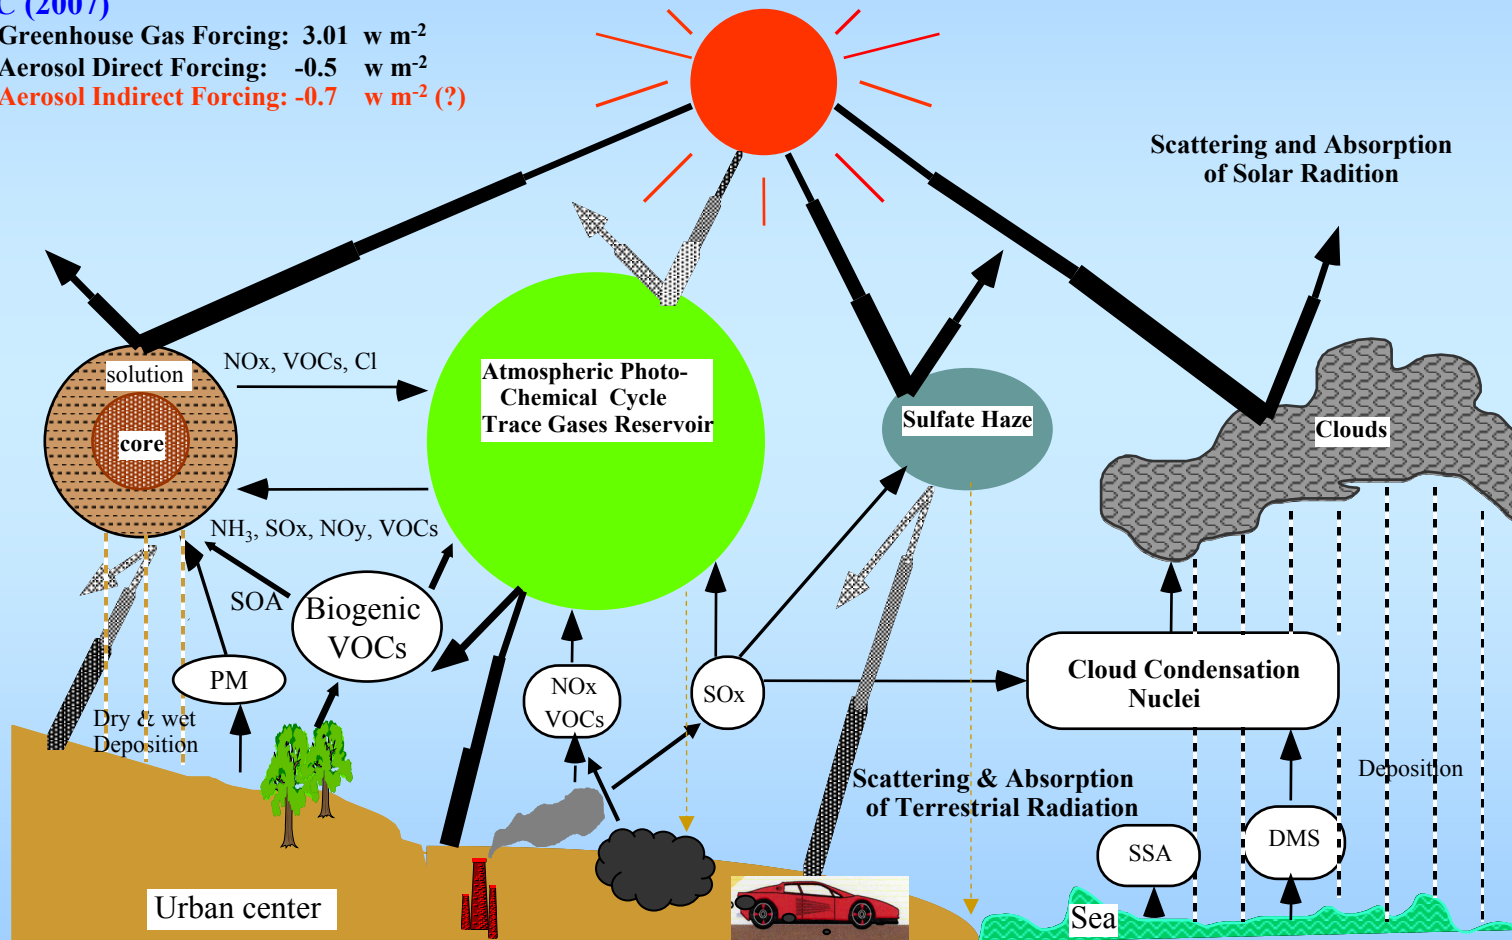 C (2007)
Greenhouse Gas Forcing: 3.01 w m-2
Aerosol Direct Forcing: -0.5 w m-2
Aerosol Indirect Forcing: -0.7 w m-2 (?)
Scattering and Absorption
of Solar Radition
solution
core
NOx, VOCs, Cl
Atmospheric Photo-
Chemical Cycle
Trace Gases Reservoir
Sulfate Haze
Clouds
NH3, SOx, NOy, VOCs
SOA
Biogenic
VOCs
PM
NOx
VOCs
SOx
Cloud Condensation
Nuclei
Dry & wet
Deposition
Scattering & Absorption
of Terrestrial Radiation
Deposition
SSA
DMS
Urban center
Sea